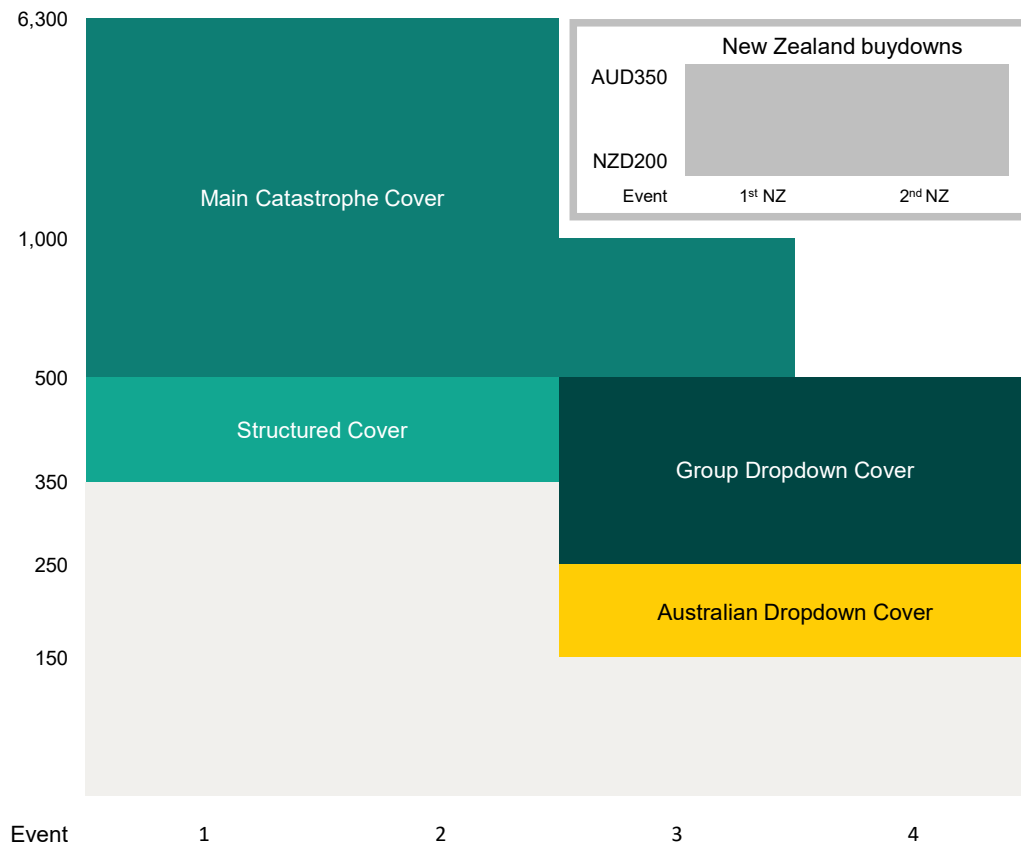 6,300
New Zealand buydowns
AUD350
NZD200
Event 1st NZ 2nd NZ
Main Catastrophe Cover
1,000
500
Structured Cover
Group Dropdown Cover
350
250
Australian Dropdown Cover
150
Event 1 2 3 4